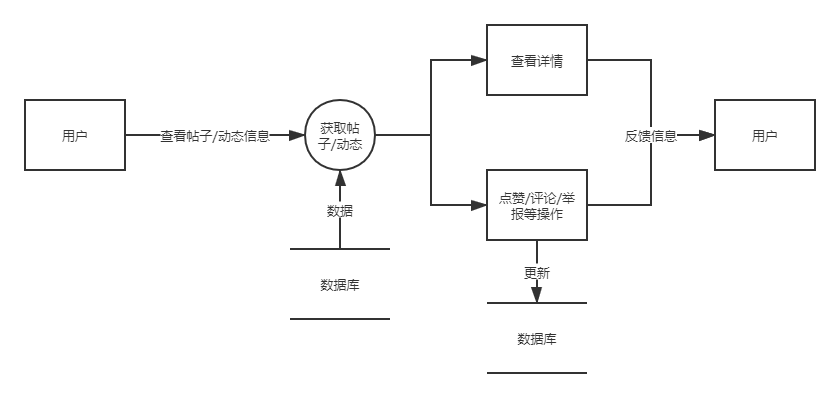 查看详情
用户
查看帖子/动态信息
获取帖
子/动态
反馈信息
用户
点赞/评论/举
报等操作
数据
数据库
更新
数据库